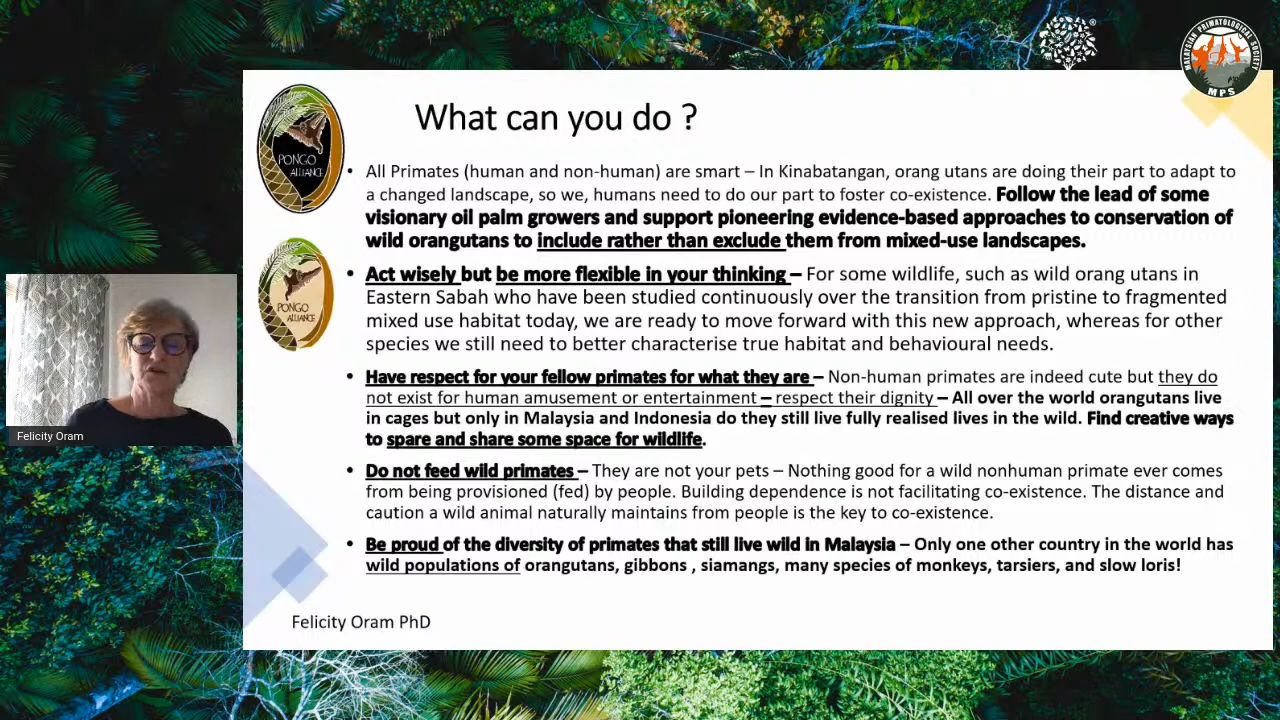 MALAYSIAN PRIMATOLOGICAL SOCIETY
MPS
PONGO
ALLIANCE
What can you do ?
• All Primates (human and non-human) are smart – In Kinabatangan, orang utans are doing their part to adapt to
a changed landscape, so we, humans need to do our part to foster co-existence. Follow the lead of some
visionary oil palm growers and support pioneering evidence-based approaches to conservation of
wild orangutans to include rather than exclude them from mixed-use landscapes.
PONGO
ALLIANCE
• Act wisely but be more flexible in your thinking – For some wildlife, such as wild orang utans in
Eastern Sabah who have been studied continuously over the transition from pristine to fragmented
mixed use habitat today, we are ready to move forward with this new approach, whereas for other
species we still need to better characterise true habitat and behavioural needs.
• Have respect for your fellow primates for what they are – Non-human primates are indeed cute but they do
not exist for human amusement or entertainment – respect their dignity – All over the world orangutans live
in cages but only in Malaysia and Indonesia do they still live fully realised lives in the wild. Find creative ways
to spare and share some space for wildlife.
• Do not feed wild primates – They are not your pets – Nothing good for a wild nonhuman primate ever comes
from being provisioned (fed) by people. Building dependence is not facilitating co-existence. The distance and
caution a wild animal naturally maintains from people is the key to co-existence.
• Be proud of the diversity of primates that still live wild in Malaysia – Only one other country in the world has
wild populations of orangutans, gibbons , siamangs, many species of monkeys, tarsiers, and slow loris!
Felicity Oram PhD
Felicity Oram